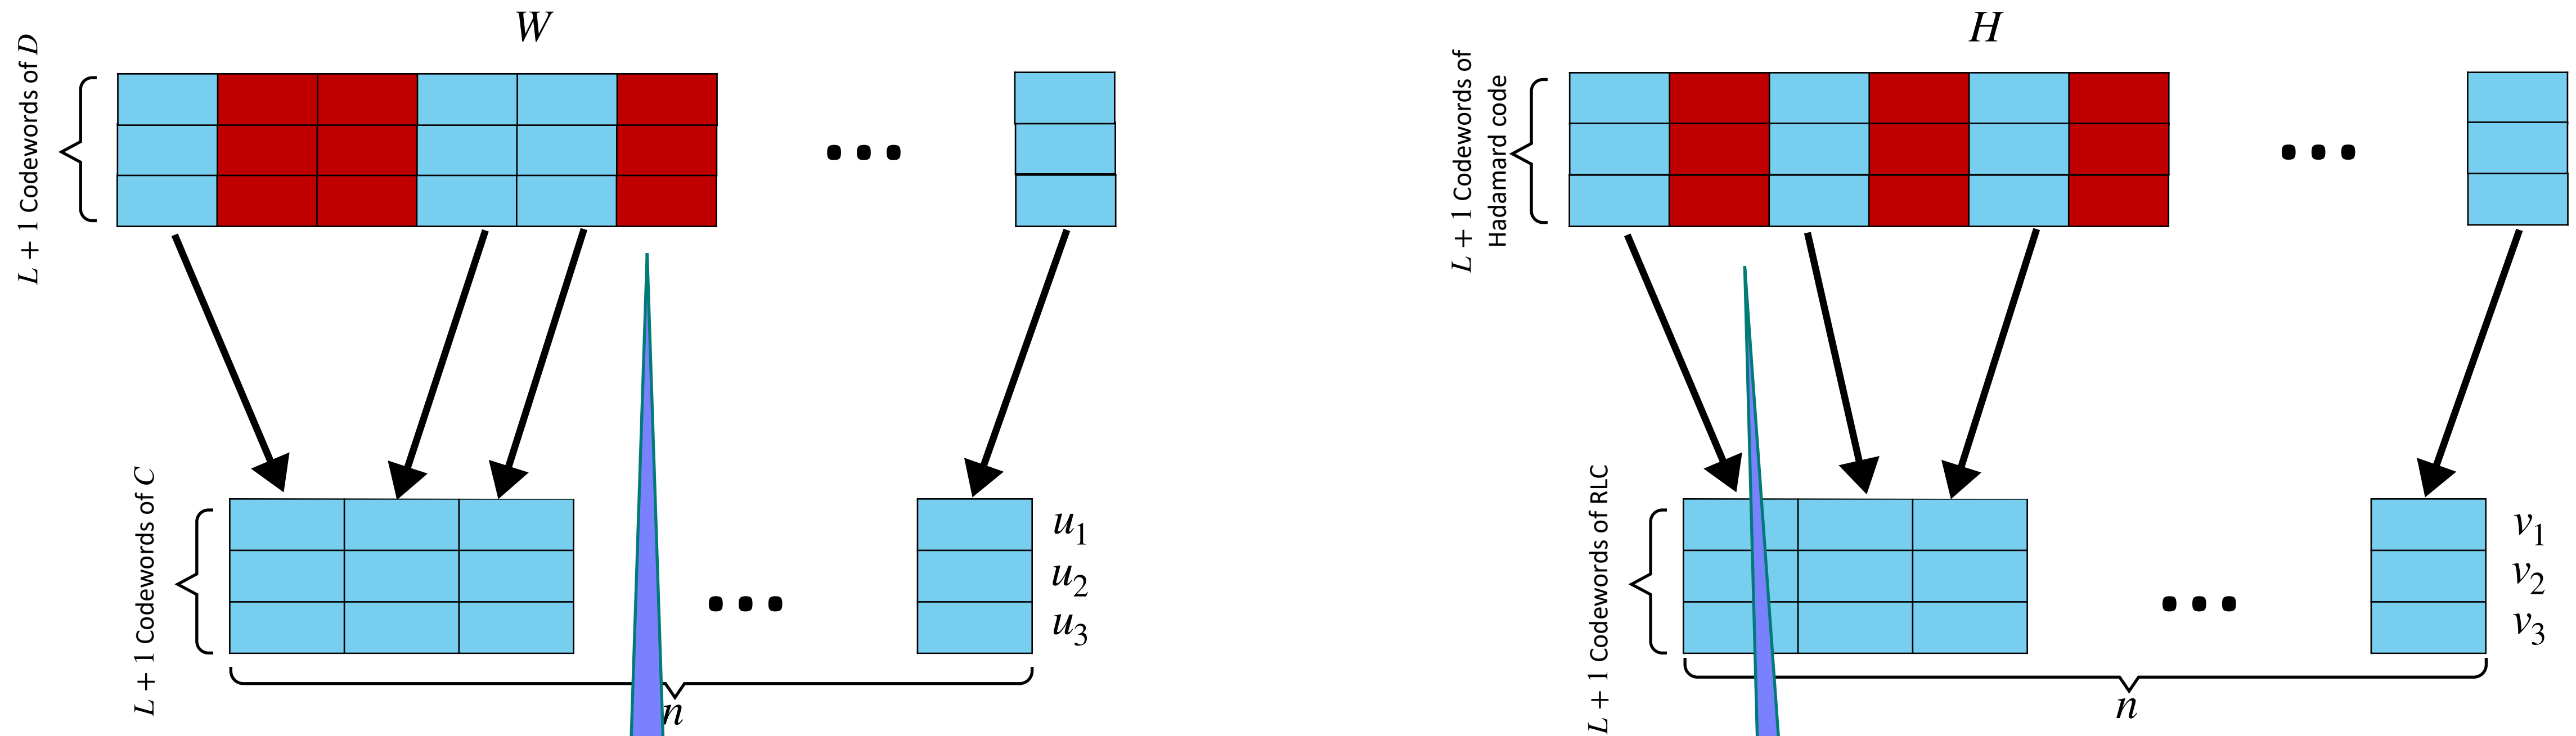 W
L + 1 Codewords of D
L + 1 Codewords of C
u1
u2
u3
n
H
L + 1 Codewords of
Hadamard code
L + 1 Codewords of RLC
v1
v2
v3
n